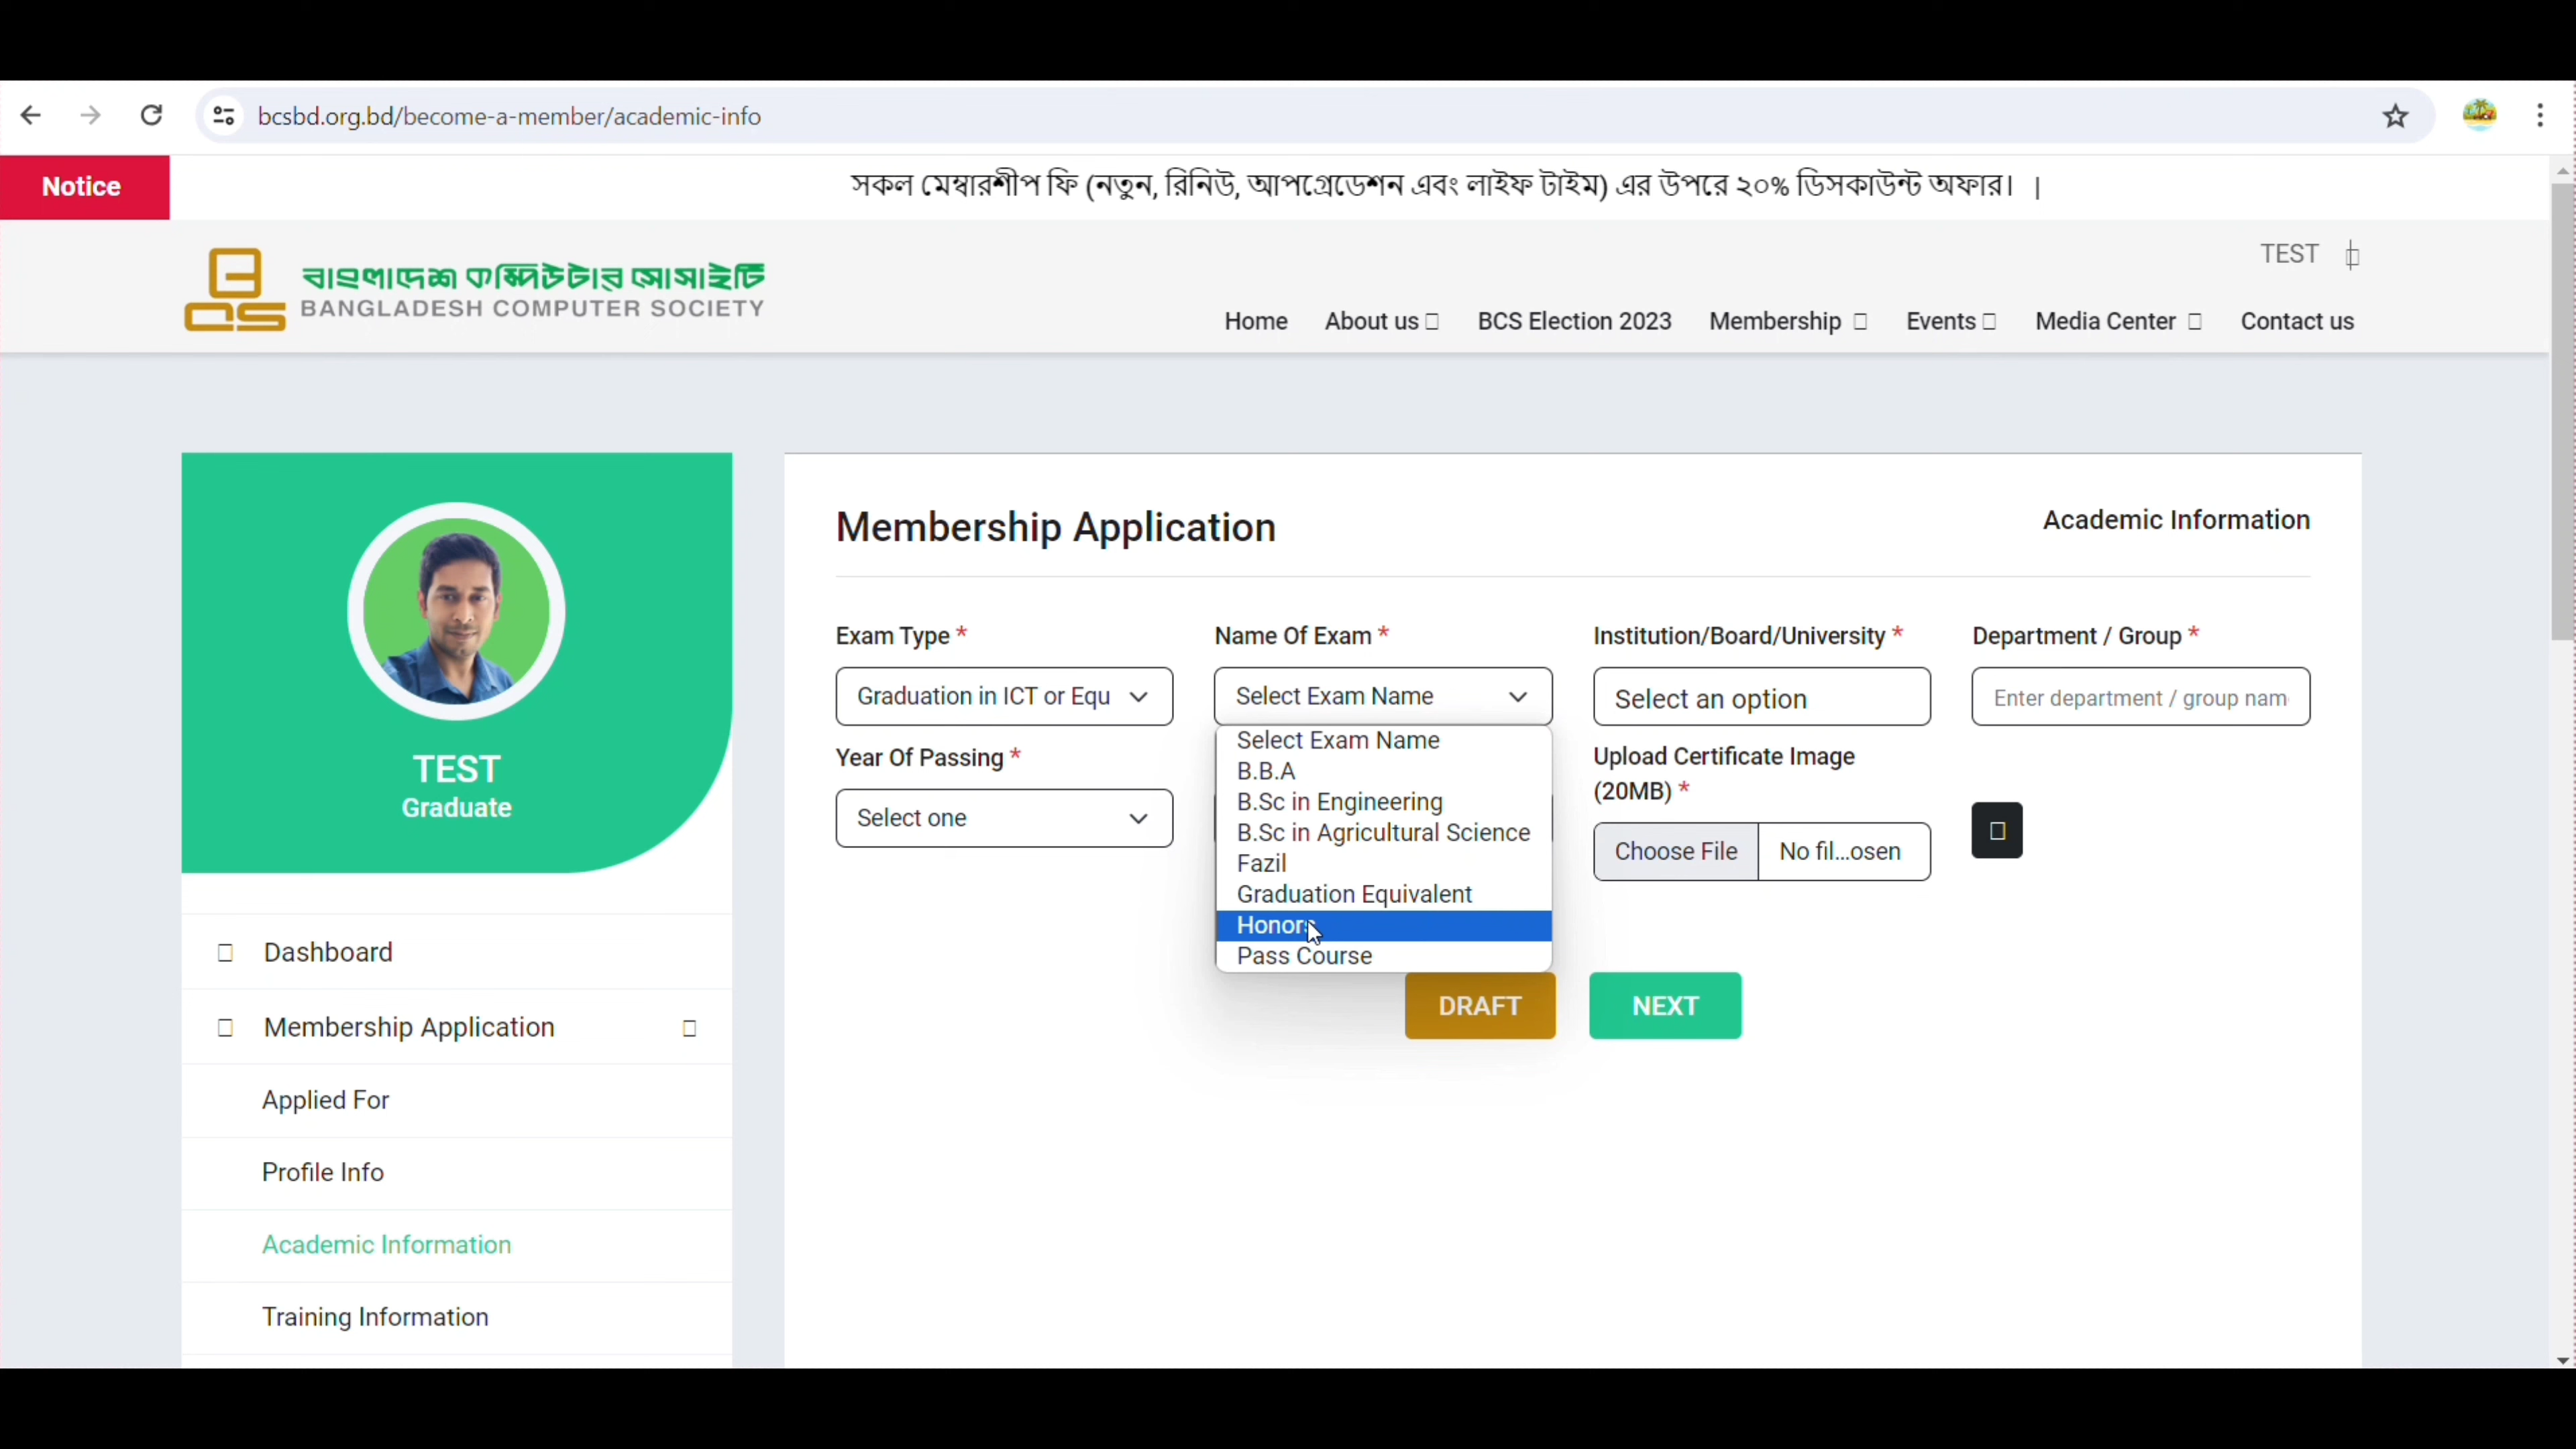 bcsbd.org.bd/become-a-member/academic-info
Notice
সকল মেম্বারশীপ ফি (নতুন, রিনিউ, আপগ্রেডেশন এবং লাইফ টাইম) এর উপরে ২০% ডিসকাউন্ট অফার। |
TEST
বাংলাদেশ কম্পিউটার সোসাইটি
BANGLADESH COMPUTER SOCIETY
Home About us BCS Election 2023 Membership Events Media Center Contact us
TEST
Graduate
Dashboard
Membership Application
Applied For
Profile Info
Academic Information
Training Information
Membership Application
Academic Information
Exam Type * Name Of Exam * Institution/Board/University * Department / Group *
Graduation in ICT or Equ Select Exam Name Select an option Enter department / group nam
Select Exam Name
B.B.A
B.Sc in Engineering
B.Sc in Agricultural Science
Fazil
Graduation Equivalent
Honors
Pass Course
Year Of Passing *
Select one
Upload Certificate Image
(20MB) *
Choose File No fil...osen
DRAFT NEXT